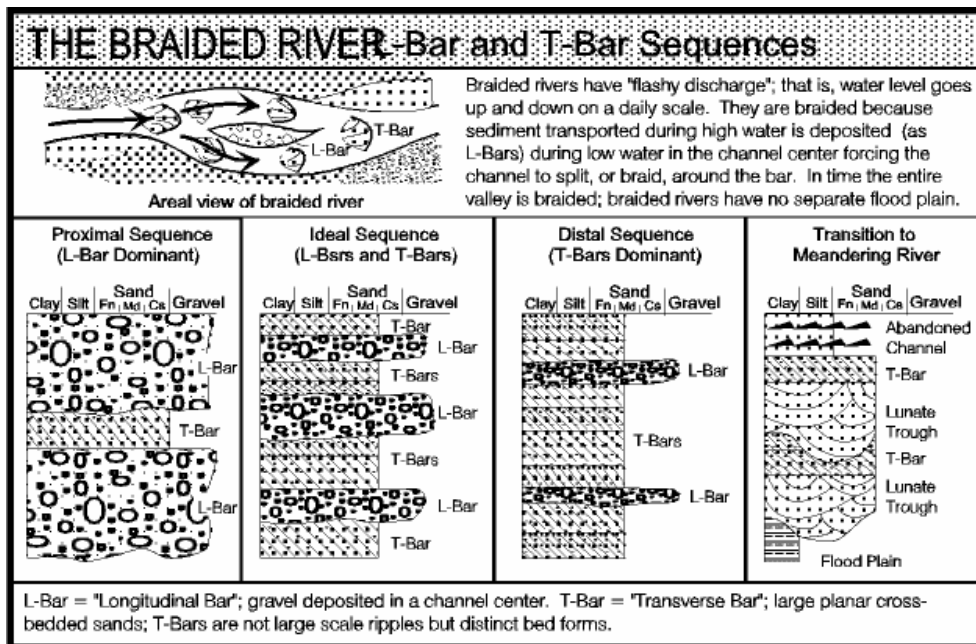 THE BRAIDED RIVER L-Bar and T-Bar Sequences
Braided rivers have "flashy discharge"; that is, water level goes
up and down on a daily scale. They are braided because
sediment transported during high water is deposited (as
L-Bars) during low water in the channel center forcing the
channel to split, or braid, around the bar. In time the entire
valley is braided; braided rivers have no separate flood plain.
T-Bar
L-Bar
Areal view of braided river
Proximal Sequence
(L-Bar Dominant)
Clay Silt Sand Fn Md Cs Gravel
L-Bar
T-Bar
L-Bar
Ideal Sequence
(L-Bsrs and T-Bars)
Clay Silt Sand Fn Md Cs Gravel
T-Bar
L-Bar
T-Bars
L-Bar
T-Bars
L-Bar
T-Bar
Distal Sequence
(T-Bars Dominant)
Clay Silt Sand Fn Md Cs Gravel
L-Bar
T-Bars
L-Bar
Transition to
Meandering River
Clay Silt Sand Fn Md Cs Gravel
Abandoned
Channel
T-Bar
Lunate
Trough
T-Bar
Lunate
Trough
Flood Plain
L-Bar = "Longitudinal Bar"; gravel deposited in a channel center. T-Bar = "Transverse Bar"; large planar cross-
bedded sands; T-Bars are not large scale ripples but distinct bed forms.